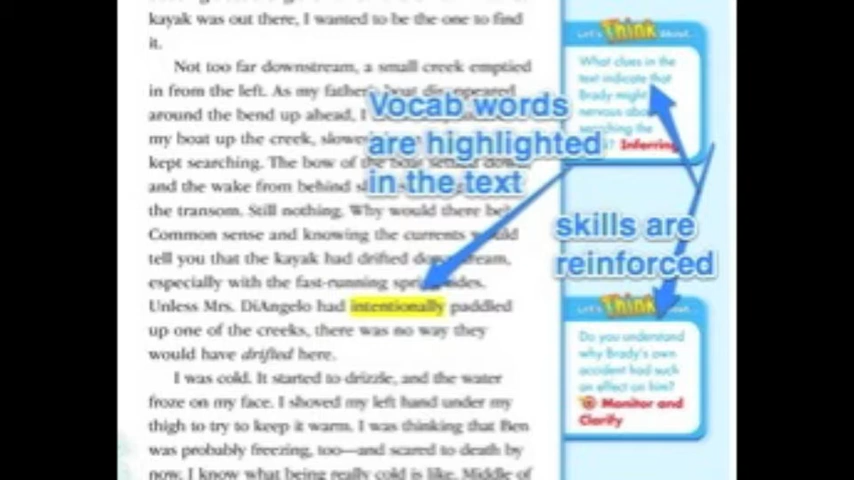 kayak was out there, I wanted to be the one to find
it.
Not too far downstream, a small creek emptied
in from the left. As my father's boat disappeared
around the bend up ahead, I
my boat up the creek,
kept searching. The bow of the boat settled down
and the wake from behind
the transom. Still nothing. Why would there be
Common sense and knowing the currents would
tell you that the kayak had drifted downstream,
especially with the fast-running spring tides.
Unless Mrs. DiAngelo had intentionally paddled
up one of the creeks, there was no way they
would have drifted here.
I was cold. It started to drizzle, and the water
froze on my face. I shoved my left hand under my
thigh to try to keep it warm. I was thinking that Ben
was probably freezing, too—and scared to death by
now. I know what being really cold is like. Middle of
Vocab words
are highlighted
in the text
Let's Think About...
What clues in the
text indicate that
Brady might
nervous about
searching the
Inferring
skills are
reinforced
Let's Think About...
Do you understand
why Brady's own
accident had such
an effect on him?
Monitor and
Clarify